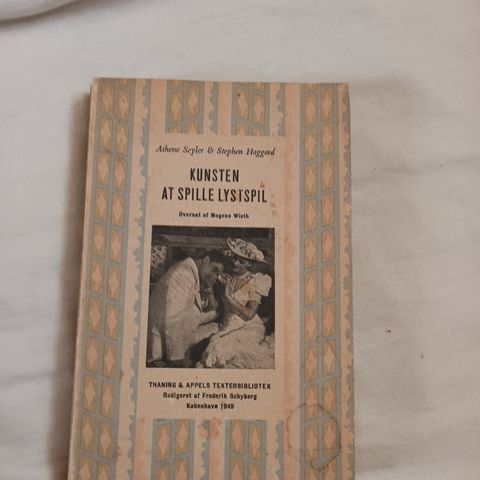 Athene Seyler & Stephen Haggard
KUNSTEN
AT SPILLE LYSTSPIL
Oversat af Mogens Wieth
THANING & APPELS TEATERBIBLIOTEK
Redigeret af Frederik Schyberg
København 1949